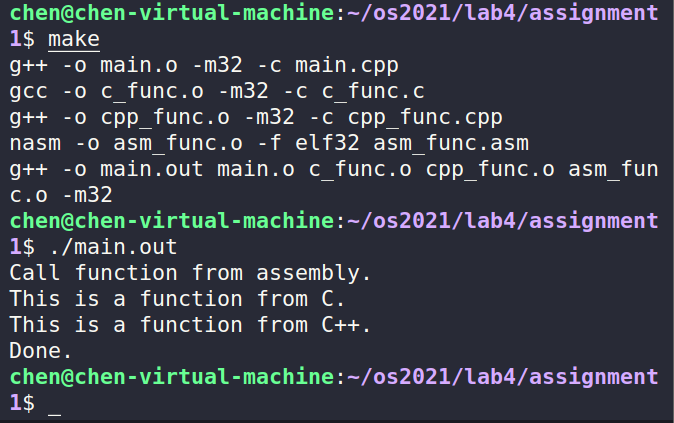 chen@chen-virtual-machine:~/os2021/lab4/assignment
1$ make
g++ -o main.o -m32 -c main.cpp
gcc -o c_func.o -m32 -c c_func.c
g++ -o cpp_func.o -m32 -c cpp_func.cpp
nasm -o asm_func.o -f elf32 asm_func.asm
g++ -o main.out main.o c_func.o cpp_func.o asm_fun
c.o -m32
chen@chen-virtual-machine:~/os2021/lab4/assignment
1$ ./main.out
Call function from assembly.
This is a function from C.
This is a function from C++.
Done.
chen@chen-virtual-machine:~/os2021/lab4/assignment
1$ _